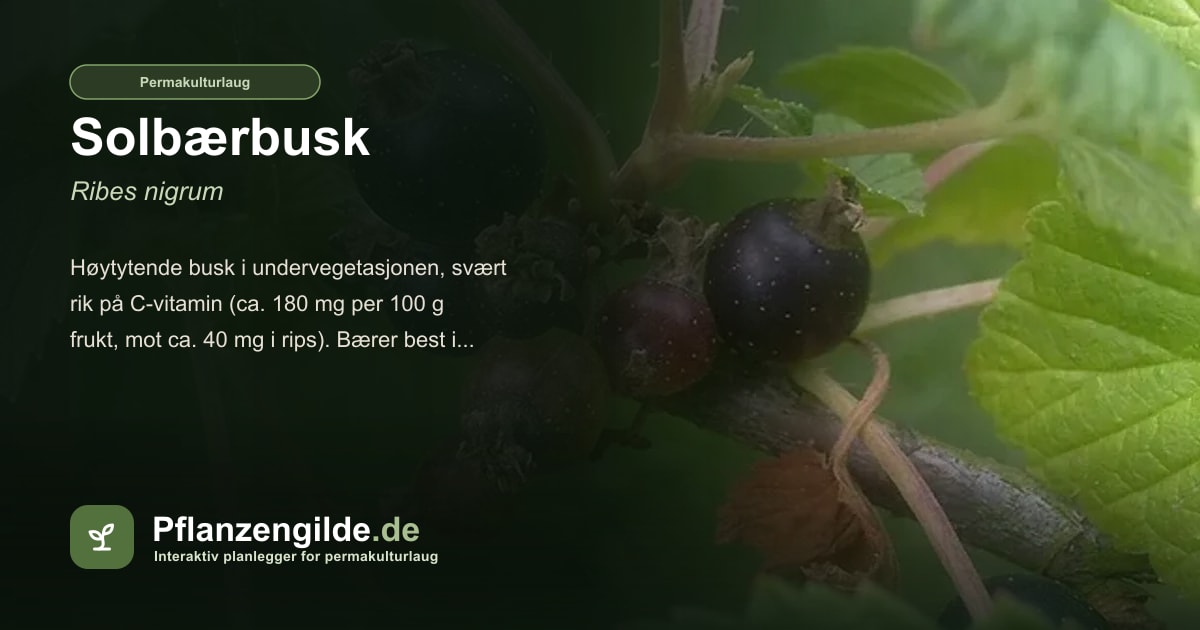 Permakulturlaug
Solbærbusk
Ribes nigrum
Høytytende busk i undervegetasjonen, svært
rik på C-vitamin (ca. 180 mg per 100 g
frukt, mot ca. 40 mg i rips). Bærer best i...
Pflanzengilde.de
Interaktiv planlegger for permakulturlaug